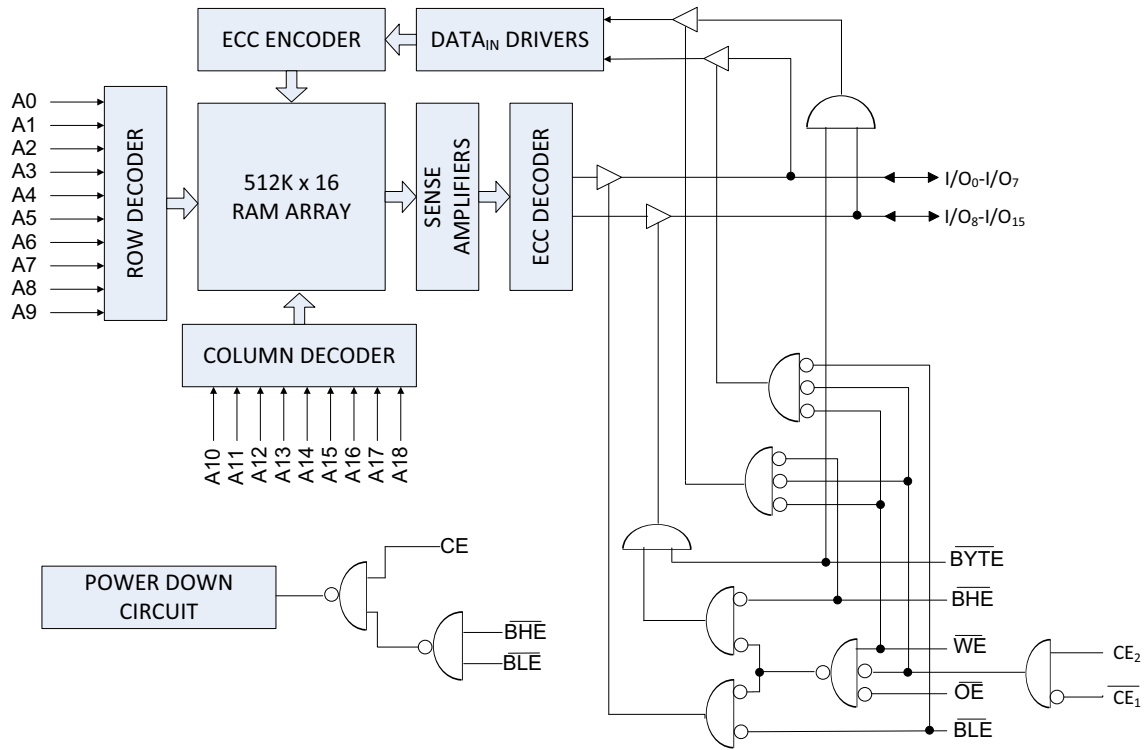 ECC ENCODER
DATAIN DRIVERS
A0
A1
A2
A3
A4
A5
A6
A7
A8
A9
ROW DECODER
512K x 16
RAM ARRAY
SENSE
AMPLIFIERS
ECC DECODER
I/O0-I/O7
I/O8-I/O15
COLUMN DECODER
A10
A11
A12
A13
A14
A15
A16
A17
A18
CE
POWER DOWN
CIRCUIT
BHE
BLE
BYTE
BHE
WE
OE
BLE
CE2
CE1